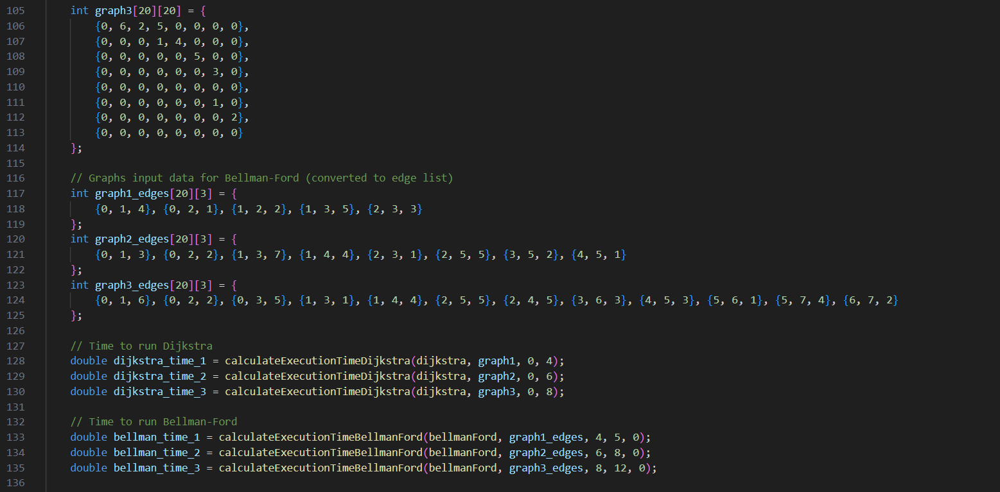 105 int graph3[20][20] = {
106 {0, 6, 2, 5, 0, 0, 0, 0},
107 {0, 0, 0, 1, 4, 0, 0, 0},
108 {0, 0, 0, 0, 0, 5, 0, 0},
109 {0, 0, 0, 0, 0, 0, 3, 0},
110 {0, 0, 0, 0, 0, 0, 0, 0},
111 {0, 0, 0, 0, 0, 0, 1, 0},
112 {0, 0, 0, 0, 0, 0, 0, 2},
113 {0, 0, 0, 0, 0, 0, 0, 0}
114 };
115
116 // Graphs input data for Bellman-Ford (converted to edge list)
117 int graph1_edges[20][3] = {
118 {0, 1, 4}, {0, 2, 1}, {1, 2, 2}, {1, 3, 5}, {2, 3, 3}
119 };
120 int graph2_edges[20][3] = {
121 {0, 1, 3}, {0, 2, 2}, {1, 3, 7}, {1, 4, 4}, {2, 3, 1}, {2, 5, 5}, {3, 5, 2}, {4, 5, 1}
122 };
123 int graph3_edges[20][3] = {
124 {0, 1, 6}, {0, 2, 2}, {0, 3, 5}, {1, 3, 1}, {1, 4, 4}, {2, 5, 5}, {2, 4, 5}, {3, 6, 3}, {4, 5, 3}, {5, 6, 1}, {5, 7, 4}, {6, 7, 2}
125 };
126
127 // Time to run Dijkstra
128 double dijkstra_time_1 = calculateExecutionTimeDijkstra(dijkstra, graph1, 0, 4);
129 double dijkstra_time_2 = calculateExecutionTimeDijkstra(dijkstra, graph2, 0, 6);
130 double dijkstra_time_3 = calculateExecutionTimeDijkstra(dijkstra, graph3, 0, 8);
131
132 // Time to run Bellman-Ford
133 double bellman_time_1 = calculateExecutionTimeBellmanFord(bellmanFord, graph1_edges, 4, 5, 0);
134 double bellman_time_2 = calculateExecutionTimeBellmanFord(bellmanFord, graph2_edges, 6, 8, 0);
135 double bellman_time_3 = calculateExecutionTimeBellmanFord(bellmanFord, graph3_edges, 8, 12, 0);
136